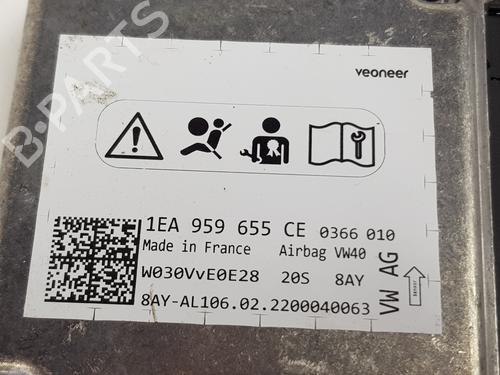 veoneer
B-PARTS
1EA 959 655 CE 0366 010
Made in France Airbag VW40
W030VvE0E28 20S 8AY
8AY-AL106.02.2200040063
VW AG